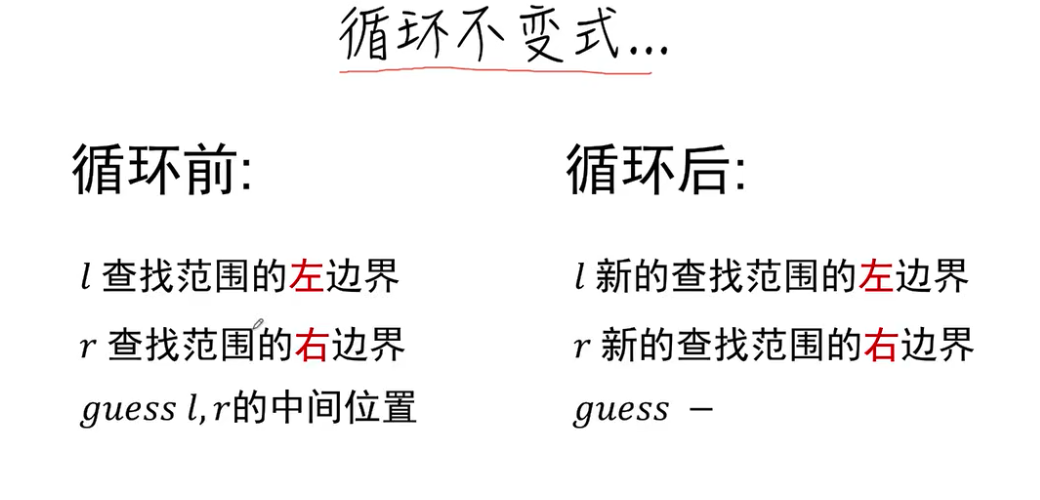 循环不变式...
循环前:
l 查找范围的左边界
r 查找范围的右边界
guess l,r的中间位置
循环后:
l 新的查找范围的左边界
r 新的查找范围的右边界
guess －